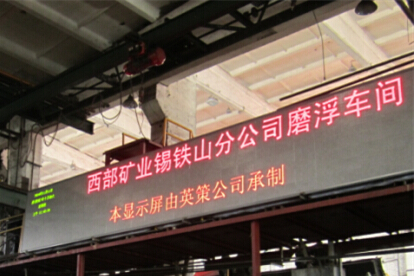 西部矿业锡铁山分公司磨浮车间
本显示屏由英策公司承制